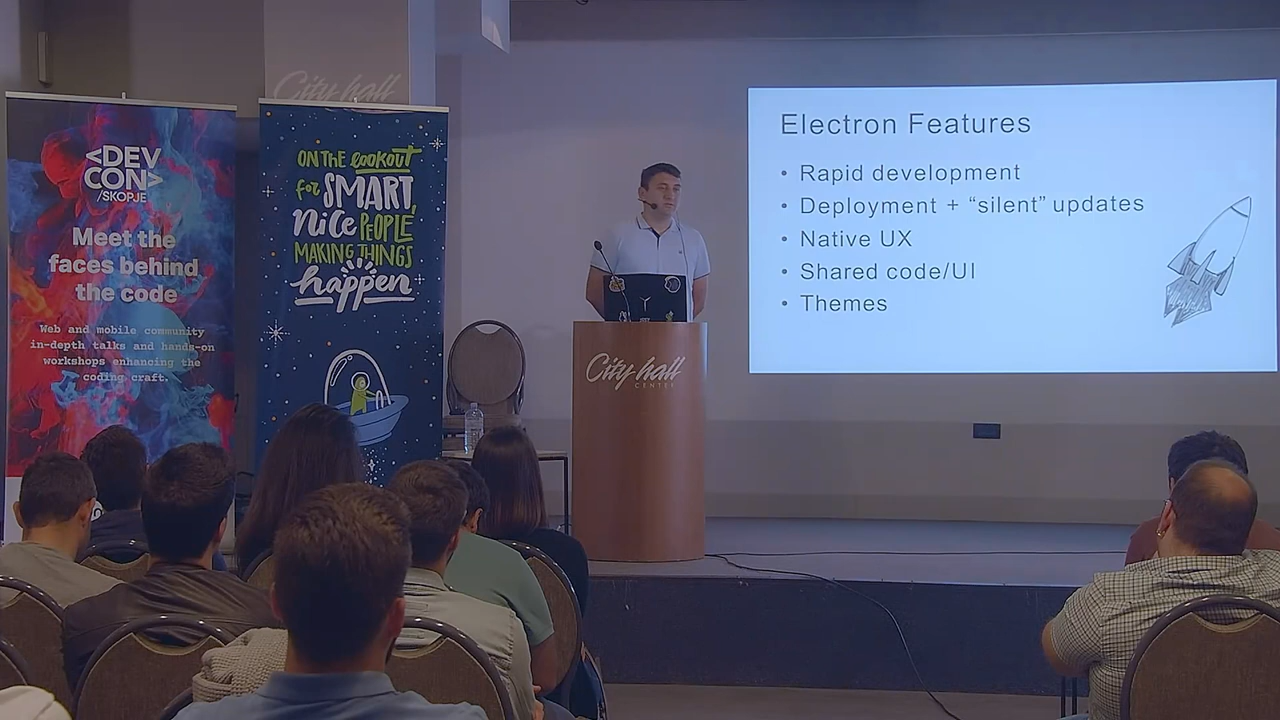 City hall
<DEV
CON>
/SKOPJE
Meet the
faces behind
the code
Web and mobile community
in-depth talks and hands-on
workshops enhancing the
coding craft.
ON THE lookout
for SMART,
nice PEOPLE
MAKING THINGS
happen
City hall
CENTER
Electron Features
• Rapid development
• Deployment + “silent” updates
• Native UX
• Shared code/UI
• Themes